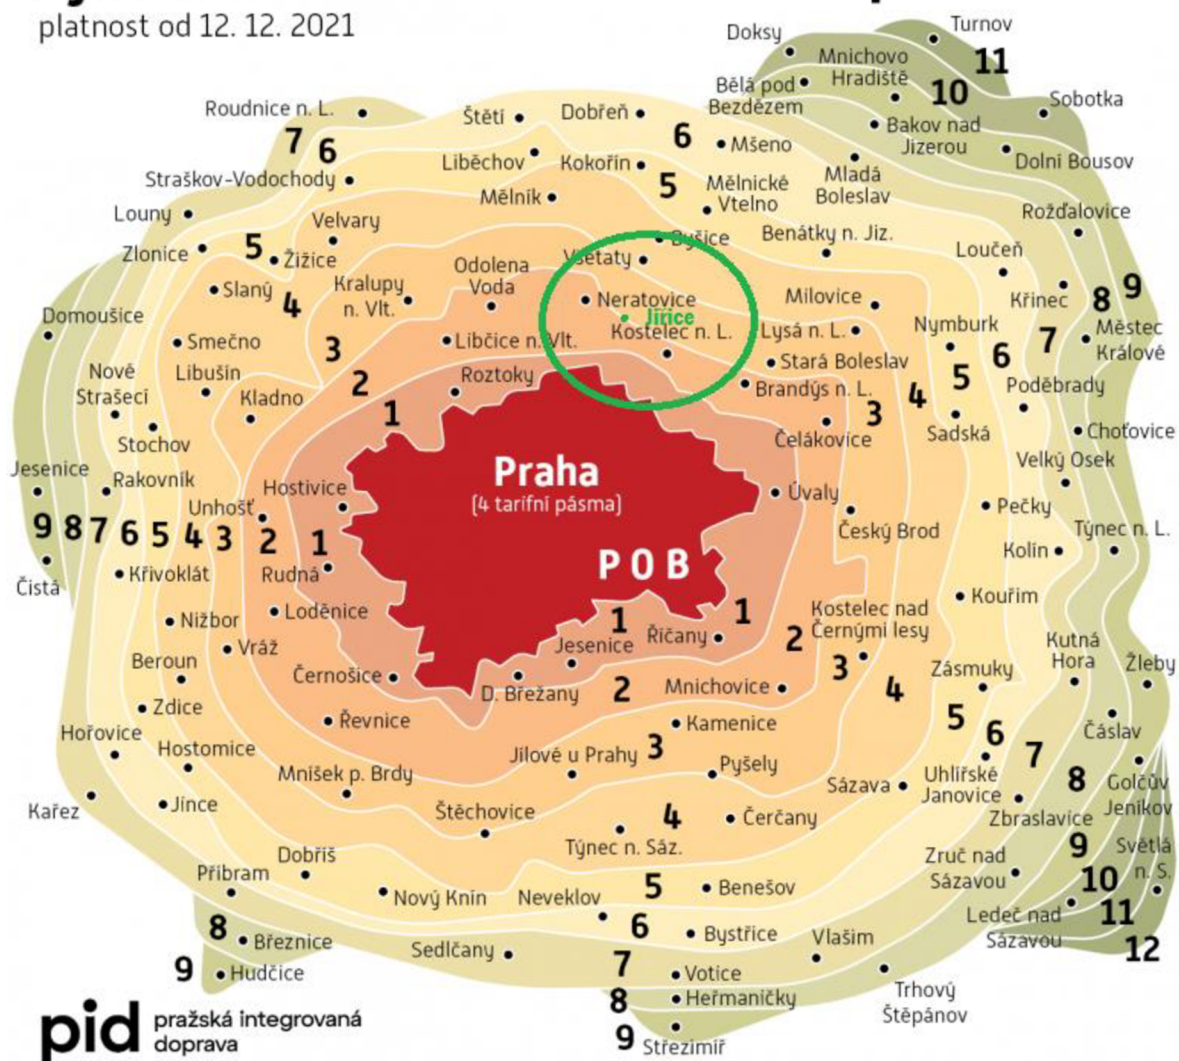 platnost od 12. 12. 2021
Turnov
Doksy
Mnichovo
Hradiště
11
Bělá pod
Bezdězem
10
Sobotka
Roudnice n. L.
Štětí
Dobřeň
Bakov nad
Jizerou
7
6
6
Mšeno
Dolní Bousov
Liběchov
Kokořín
Mladá
Boleslav
Straškov-Vodochody
5
Mělnické
Vtelno
Mělník
Louny
Velvary
Rožďalovice
Byšice
Benátky n. Jiz.
Zlonice
5
Žižice
Všetaty
Loučeň
Odolena
Voda
Slaný
4
Kralupy
n. Vlt.
Neratovice
Milovice
Křinec
8
9
Domoušice
Jiřice
Kostelec n. L.
Lysá n. L.
Nymburk
Městec
Králové
Smečno
3
Libčice n. Vlt.
7
6
Stará Boleslav
Nové
Strašecí
Libušín
2
Roztoky
5
Poděbrady
Kladno
Brandýs n. L.
4
1
3
Stochov
Čelákovice
Sadská
Choťovice
Velký Osek
Jesenice
Rakovník
Praha
(4 tarifní pásma)
Hostivice
Úvaly
Unhošť
Pečky
9 8 7 6 5 4 3 2 1
Český Brod
Týnec n. L.
Kolín
P O B
Čistá
Křivoklát
Rudná
Kouřim
Loděnice
1
1
Kostelec nad
Černými lesy
Nižbor
Jesenice
Říčany
2
Kutná
Hora
Vráž
Beroun
3
Zásmuky
Žleby
Černošice
D. Břežany
2
Mnichovice
4
Zdice
Řevnice
Kamenice
5
Čáslav
Hořovice
Hostomice
Jílové u Prahy
3
6
7
Mníšek p. Brdy
Pyšely
Sázava
Uhlířské
Janovice
8
Golčův
Jeníkov
Kařez
Jince
Štěchovice
4
Čerčany
Zbraslavice
Týnec n. Sáz.
9
Světlá
n. S.
Dobříš
Zruč nad
Sázavou
Příbram
10
Nový Knín
Neveklov
5
Benešov
11
Ledeč nad
Sázavou
8
Březnice
6
Bystřice
12
Sedlčany
Vlašim
9
Hudčice
7
Votice
8
Heřmaničky
Trhový
Štěpánov
pid
pražská integrovaná
doprava
9
Střezimíř